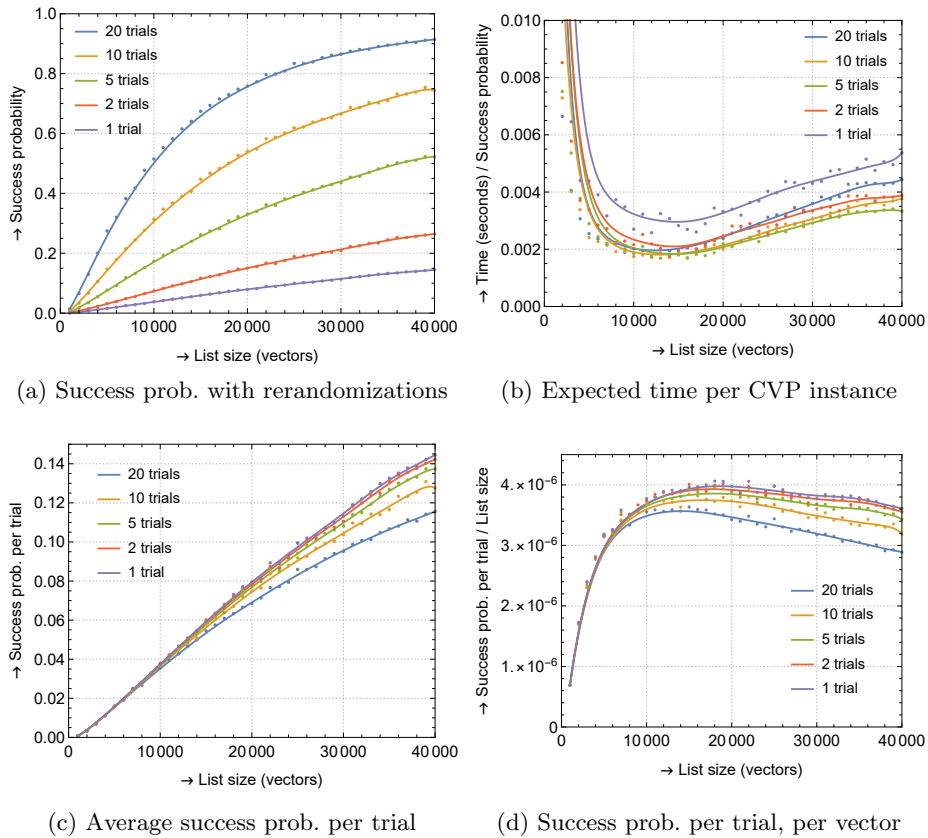 1.0
0.8
0.6
0.4
0.2
0.0
→ Success probability
20 trials
10 trials
5 trials
2 trials
1 trial
0
10 000
20 000
30 000
40 000
→ List size (vectors)
(a) Success prob. with rerandomizations
0.010
0.008
0.006
0.004
0.002
0.000
→ Time (seconds) / Success probability
20 trials
10 trials
5 trials
2 trials
1 trial
0
10 000
20 000
30 000
40 000
→ List size (vectors)
(b) Expected time per CVP instance
0.14
0.12
0.10
0.08
0.06
0.04
0.02
0.00
→ Success prob. per trial
20 trials
10 trials
5 trials
2 trials
1 trial
0
10 000
20 000
30 000
40 000
→ List size (vectors)
(c) Average success prob. per trial
4.×10⁻⁶
3.×10⁻⁶
2.×10⁻⁶
1.×10⁻⁶
0
→ Success prob. per trial / List size
20 trials
10 trials
5 trials
2 trials
1 trial
0
10 000
20 000
30 000
40 000
→ List size (vectors)
(d) Success prob. per trial, per vector